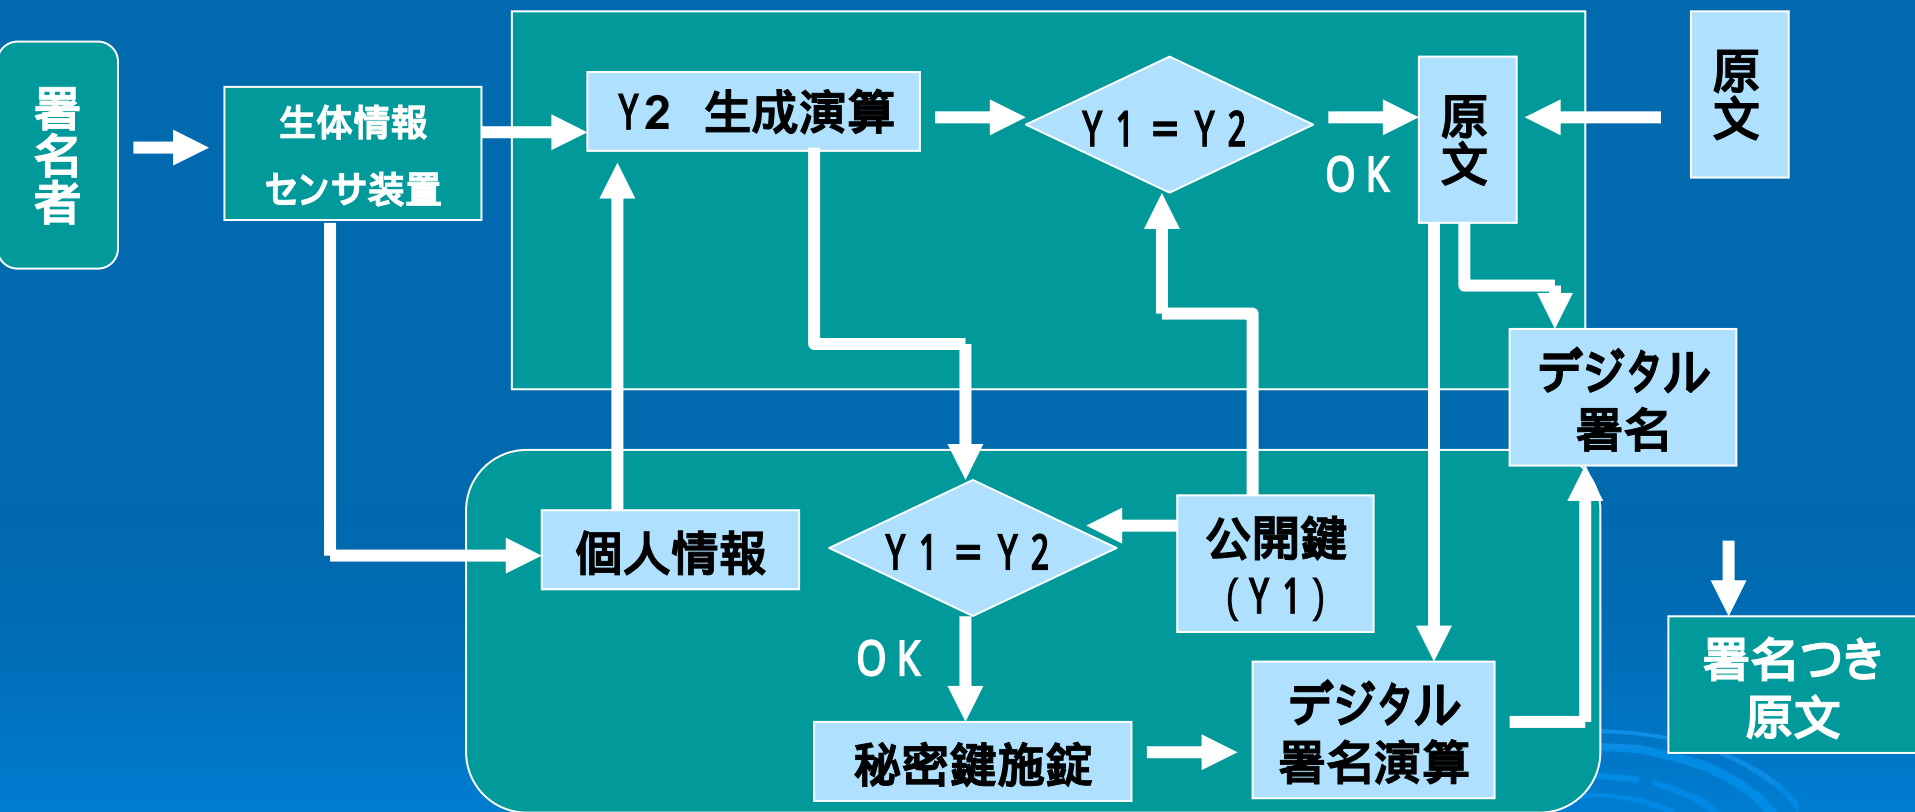 署名者
生体情報
センサ装置
Y2 生成演算
Y1=Y2
OK
原文
原文
デジタル
署名
個人情報
Y1=Y2
公開鍵
(Y1)
OK
秘密鍵施錠
デジタル
署名演算
署名つき
原文